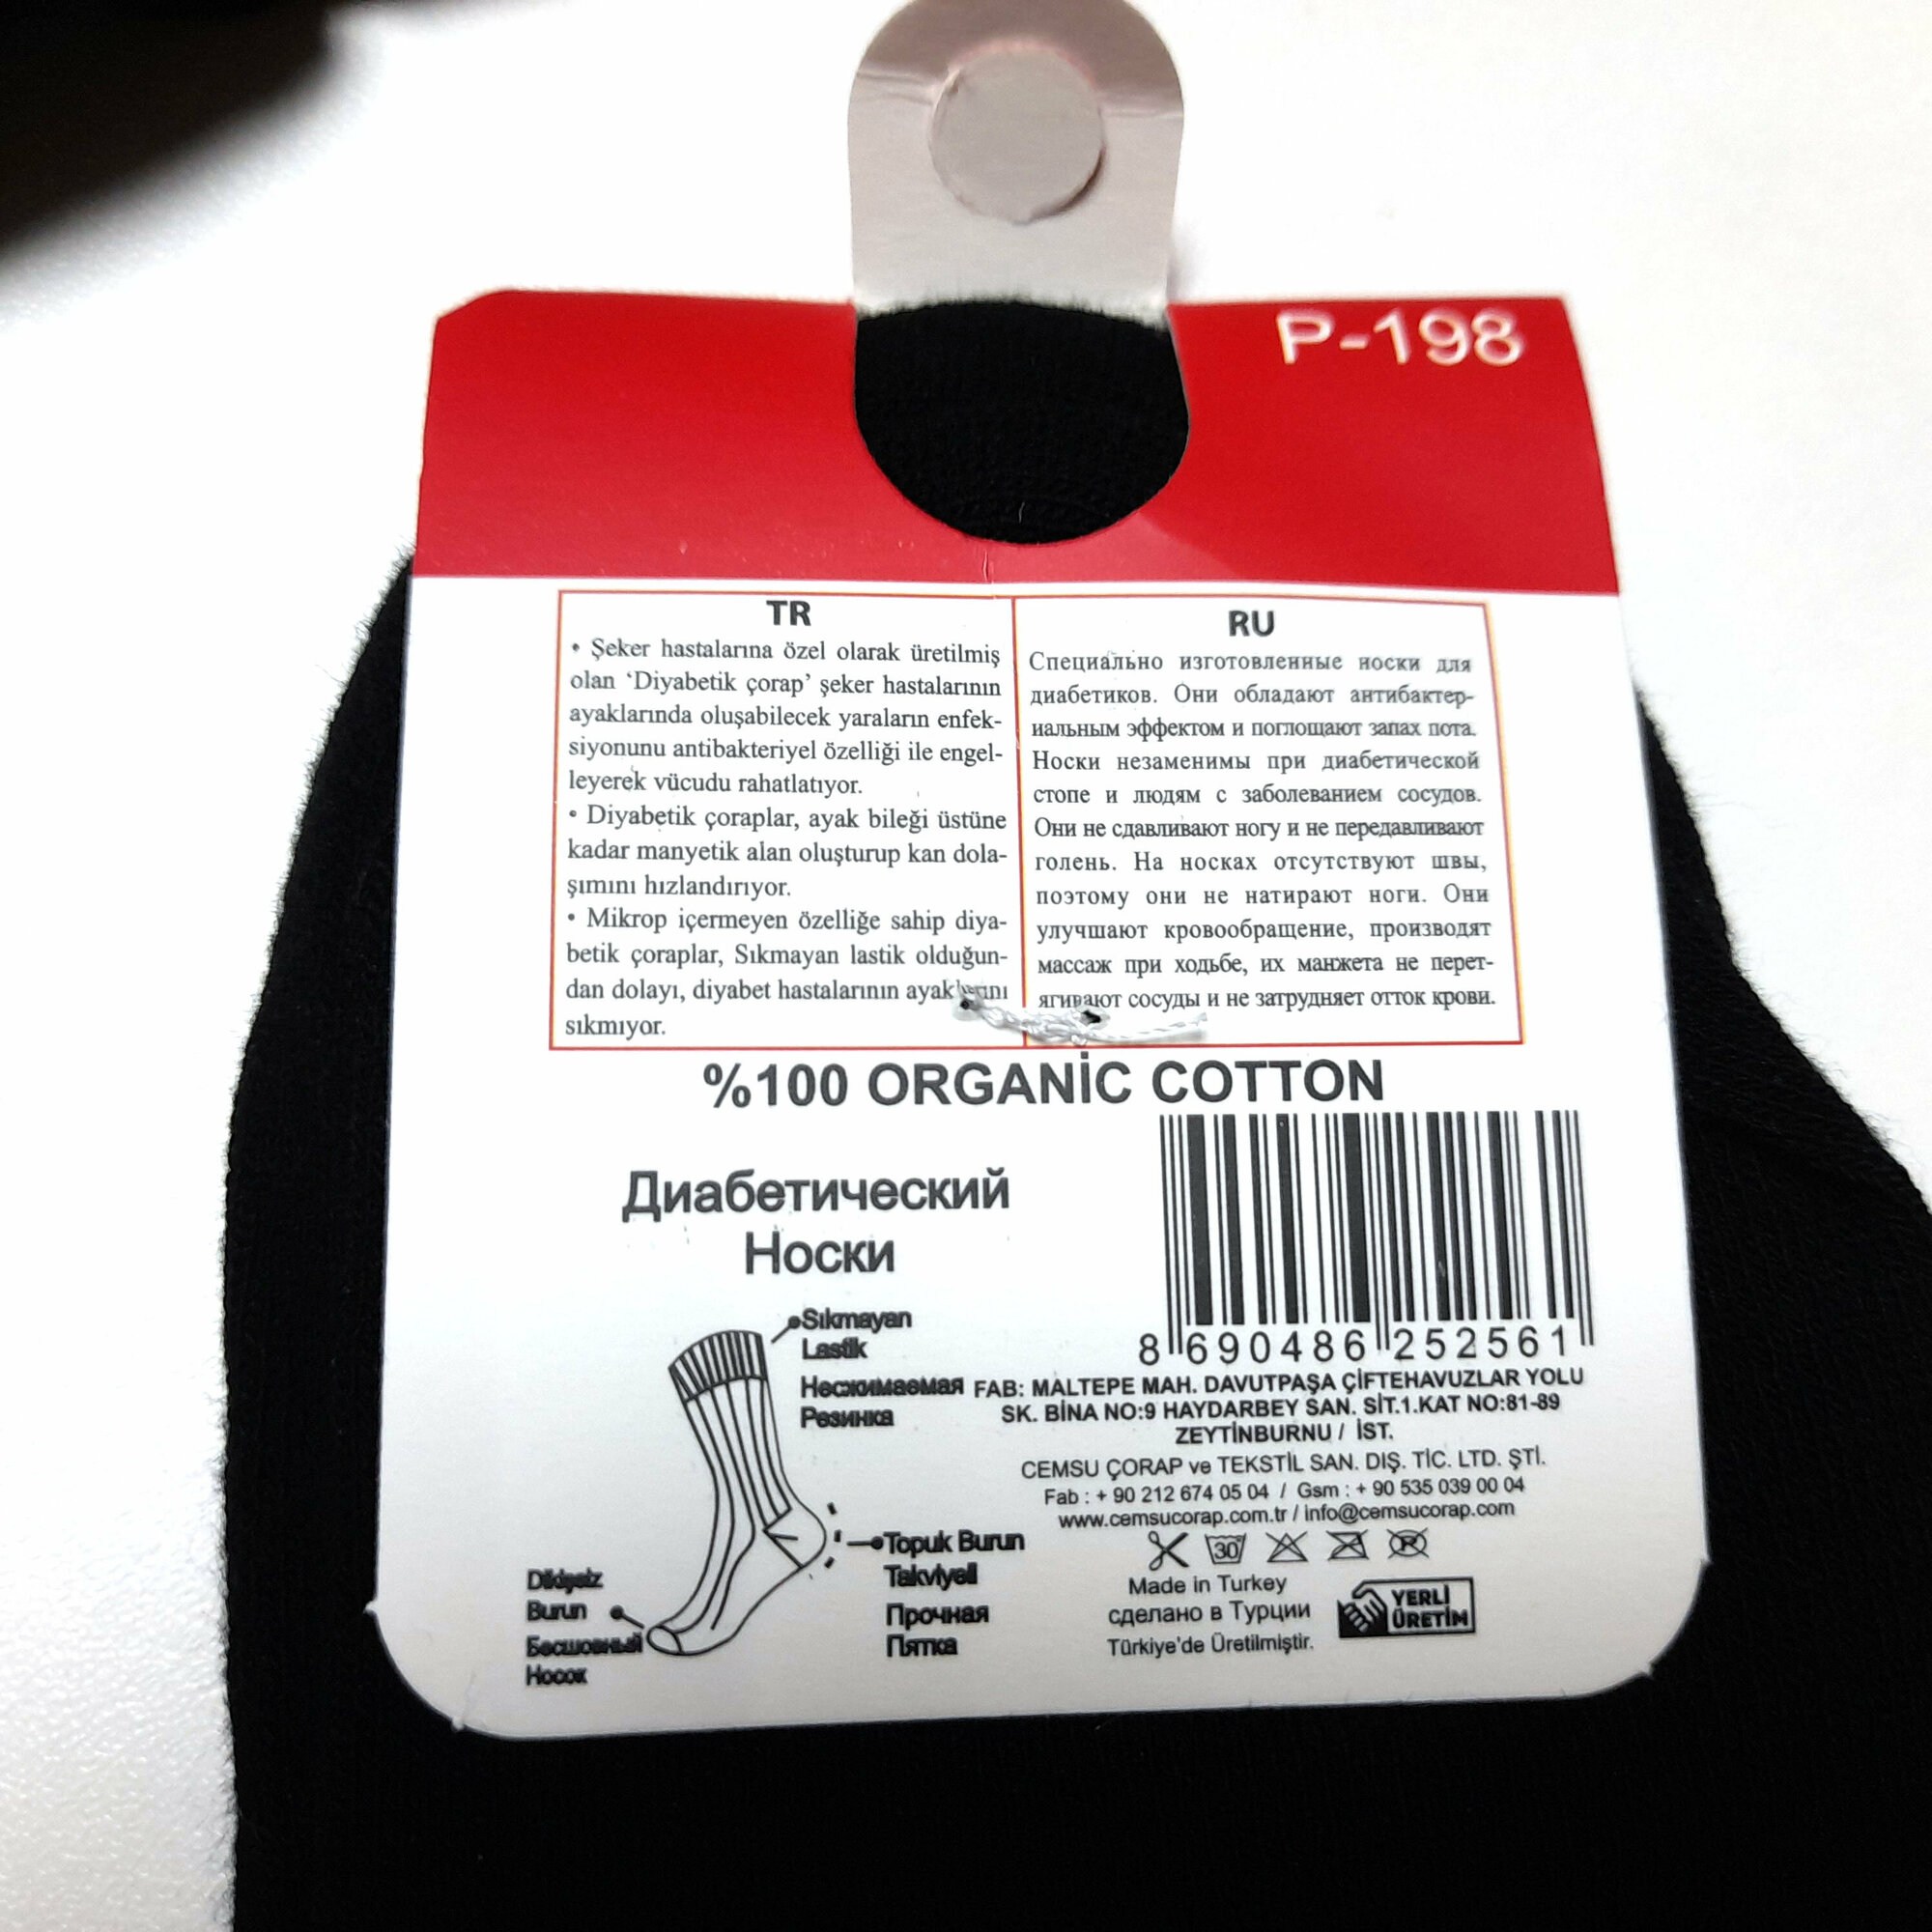 P-198
TR
• Şeker hastalarına özel olarak üretilmiş
olan ‘Diyabetik çorap’ şeker hastalarının
ayaklarında oluşabilecek yaraların enfek-
siyonunu antibakteriyel özelliği ile engel-
leyerek vücudu rahatlatıyor.
• Diyabetik çoraplar, ayak bileği üstüne
kadar manyetik alan oluşturup kan dola-
şımını hızlandırıyor.
• Mikrop içermeyen özelliğe sahip diya-
betik çoraplar, Sıkmayan lastik olduğun-
dan dolayı, diyabet hastalarının ayaklarını
sıkmıyor.
RU
Специально изготовленные носки для
диабетиков. Они обладают антибактер-
иальным эффектом и поглощают запах пота.
Носки незаменимы при диабетической
стопе и людям с заболеванием сосудов.
Они не сдавливают ногу и не передавливают
голень. На носках отсутствуют швы,
поэтому они не натирают ноги. Они
улучшают кровообращение, производят
массаж при ходьбе, их манжета не перет-
ягивают сосуды и не затрудняет отток крови.
%100 ORGANİC COTTON
Диабетический
Носки
Sıkmayan
Lastik
Несжимаемая
Резинка
Topuk Burun
Takviyeli
Прочная
Пятка
Dikişsiz
Burun
Бесшовный
Носок
8 690486 252561
FAB: MALTEPE MAH. DAVUTPAŞA ÇİFTEHAVUZLAR YOLU
SK. BİNA NO:9 HAYDARBEY SAN. SİT.1.KAT NO:81-89
ZEYTİNBURNU / İST.
CEMSU ÇORAP ve TEKSTİL SAN. DIŞ. TİC. LTD. ŞTİ.
Fab : + 90 212 674 05 04 / Gsm : + 90 535 039 00 04
www.cemsucorap.com.tr / info@cemsucorap.com
30 P
Made in Turkey
сделано в Турции
Türkiye'de Üretilmiştir.
YERLİ
ÜRETİM